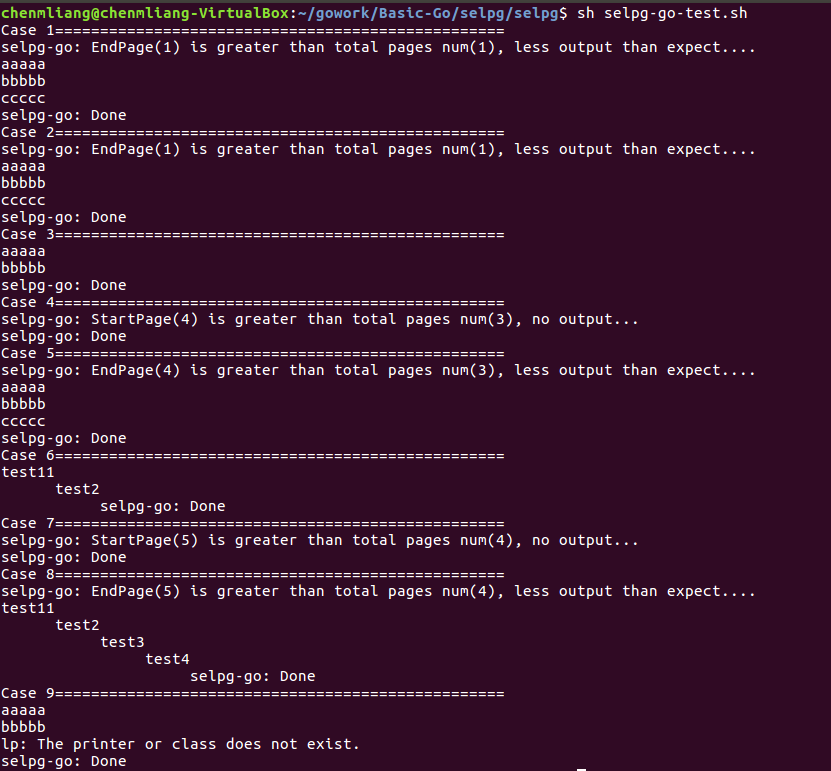 chenmliang@chenmliang-VirtualBox:~/gowork/Basic-Go/selpg/selpg$ sh selpg-go-test.sh
Case 1==================================================
selpg-go: EndPage(1) is greater than total pages num(1), less output than expect....
aaaaa
bbbbb
ccccc
selpg-go: Done
Case 2==================================================
selpg-go: EndPage(1) is greater than total pages num(1), less output than expect....
aaaaa
bbbbb
ccccc
selpg-go: Done
Case 3==================================================
aaaaa
bbbbb
selpg-go: Done
Case 4==================================================
selpg-go: StartPage(4) is greater than total pages num(3), no output...
selpg-go: Done
Case 5==================================================
selpg-go: EndPage(4) is greater than total pages num(3), less output than expect....
aaaaa
bbbbb
ccccc
selpg-go: Done
Case 6==================================================
test11
      test2
           selpg-go: Done
Case 7==================================================
selpg-go: StartPage(5) is greater than total pages num(4), no output...
selpg-go: Done
Case 8==================================================
selpg-go: EndPage(5) is greater than total pages num(4), less output than expect....
test11
      test2
           test3
                test4
                     selpg-go: Done
Case 9==================================================
aaaaa
bbbbb
lp: The printer or class does not exist.
selpg-go: Done